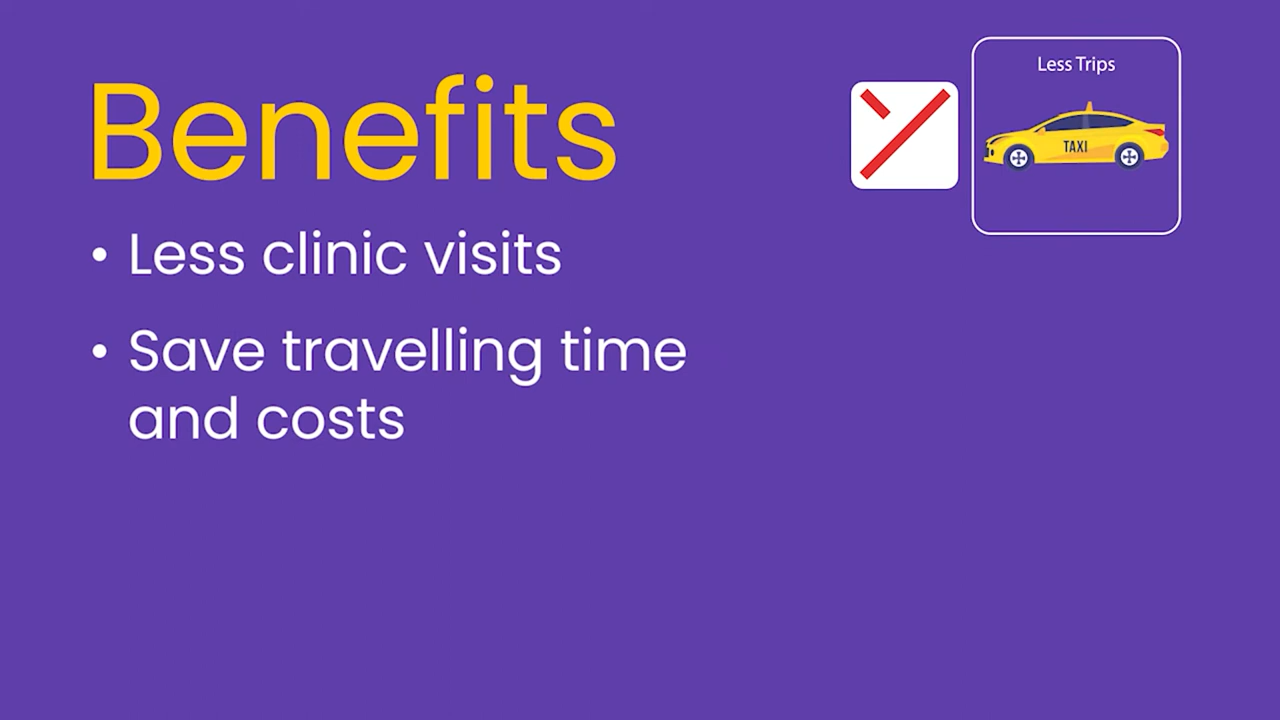 Benefits
• Less clinic visits
• Save travelling time
and costs
Less Trips
TAXI